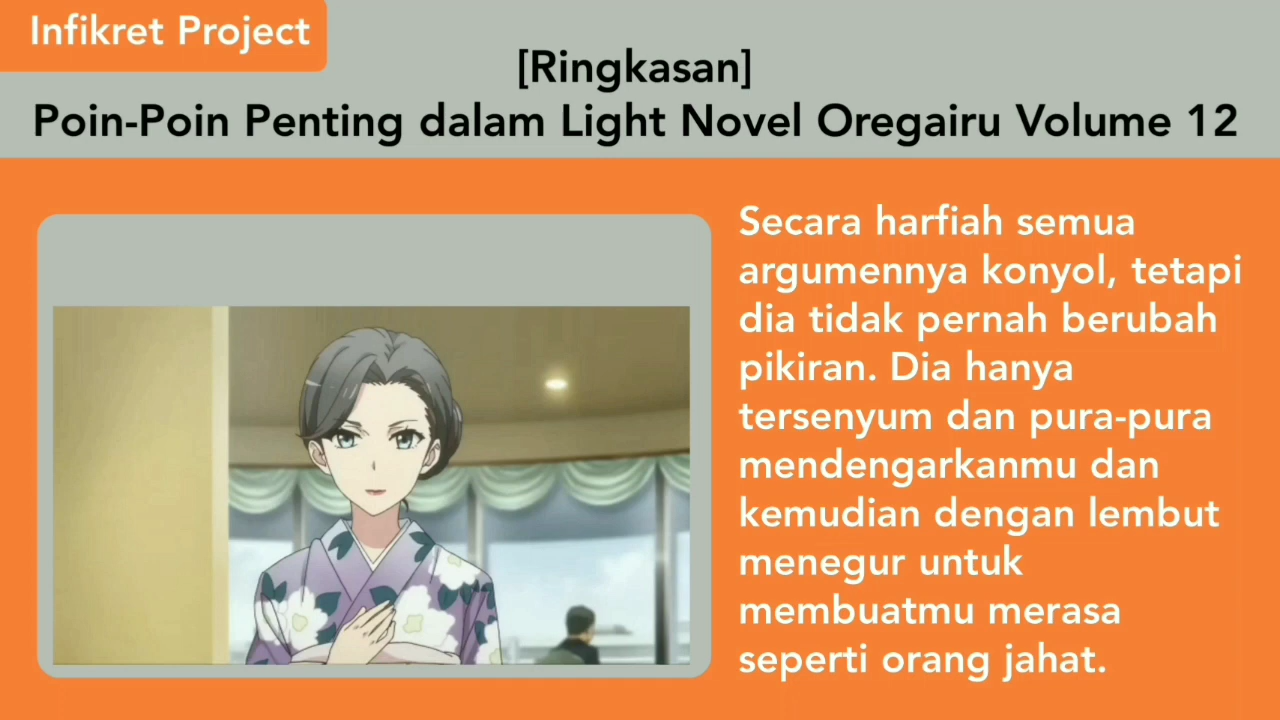 Infikret Project
[Ringkasan]
Poin-Poin Penting dalam Light Novel Oregairu Volume 12
Secara harfiah semua
argumennya konyol, tetapi
dia tidak pernah berubah
pikiran. Dia hanya
tersenyum dan pura-pura
mendengarkanmu dan
kemudian dengan lembut
menegur untuk
membuatmu merasa
seperti orang jahat.